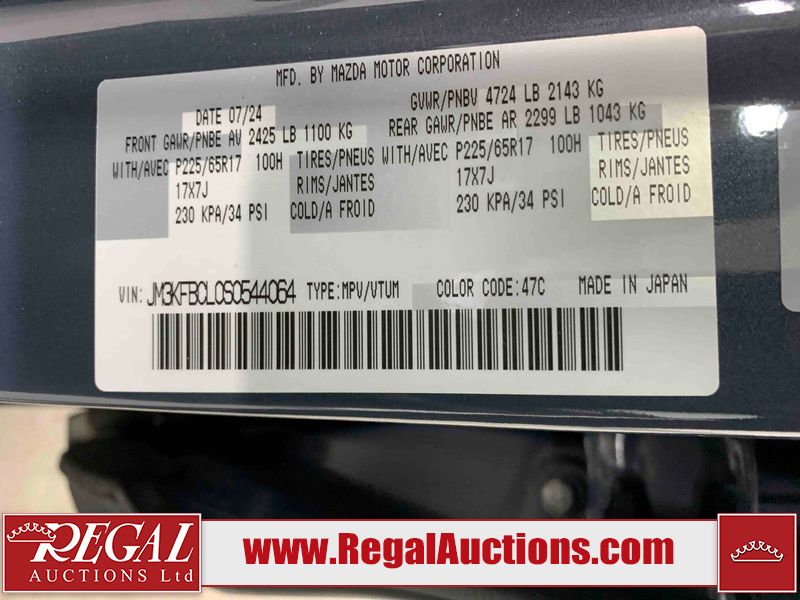 MFD. BY MAZDA MOTOR CORPORATION
DATE 07/24 GVWR/PNBV 4724 LB 2143 KG
FRONT GAWR/PNBE AV 2425 LB 1100 KG REAR GAWR/PNBE AR 2299 LB 1043 KG
WITH/AVEC P225/65R17 100H TIRES/PNEUS WITH/AVEC P225/65R17 100H TIRES/PNEUS
17X7J RIMS/JANTES 17X7J RIMS/JANTES
230 KPA/34 PSI COLD/A FROID 230 KPA/34 PSI COLD/A FROID
VIN: JM3KFBCL0S0544064 TYPE:MPV/VTUM COLOR CODE:47C MADE IN JAPAN
REGAL
AUCTIONS Ltd
www.RegalAuctions.com